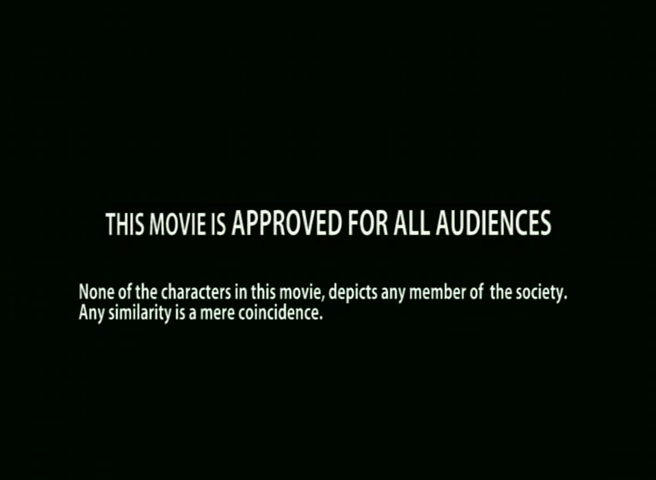 THIS MOVIE IS APPROVED FOR ALL AUDIENCES
None of the characters in this movie, depicts any member of the society.
Any similarity is a mere coincidence.